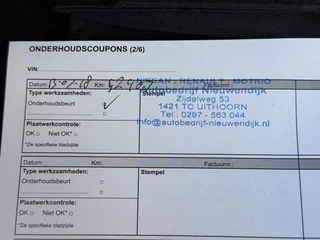 ONDERHOUDSCOUPONS (2/6)
VIN:
Datum: 13-07-18 Km: 62902
NISSAN - RENAULT - MOTRIO
Type werkzaamheden: Stempel Autobedrijf Nieuwendijk
Onderhoudsbeurt ✓ Zijdelweg 53
1421 TC UITHOORN
Tel.: 0297 - 563 044
Plaatwerkcontrole: info@autobedrijf-nieuwendijk.nl
OK □ Niet OK* □
*Zie specifieke bladzijde
Datum: Km: Factuurnr.:
Type werkzaamheden: Stempel
Onderhoudsbeurt □
□
Plaatwerkcontrole:
OK □ Niet OK* □
*Zie specifieke bladzijde